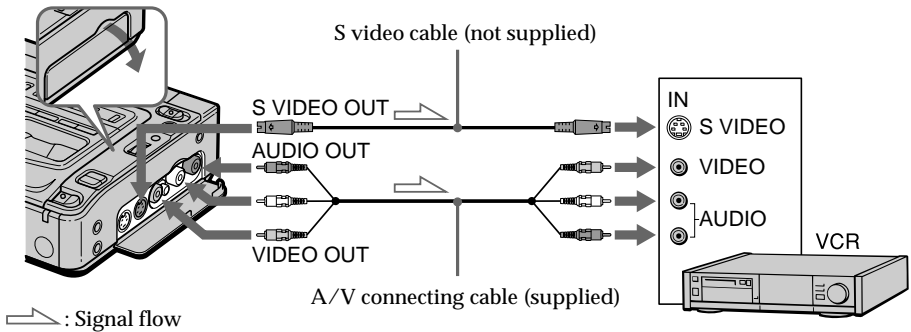 S video cable (not supplied)
S VIDEO OUT
IN
S VIDEO
AUDIO OUT
VIDEO
AUDIO
VIDEO OUT
VCR
A/V connecting cable (supplied)
: Signal flow